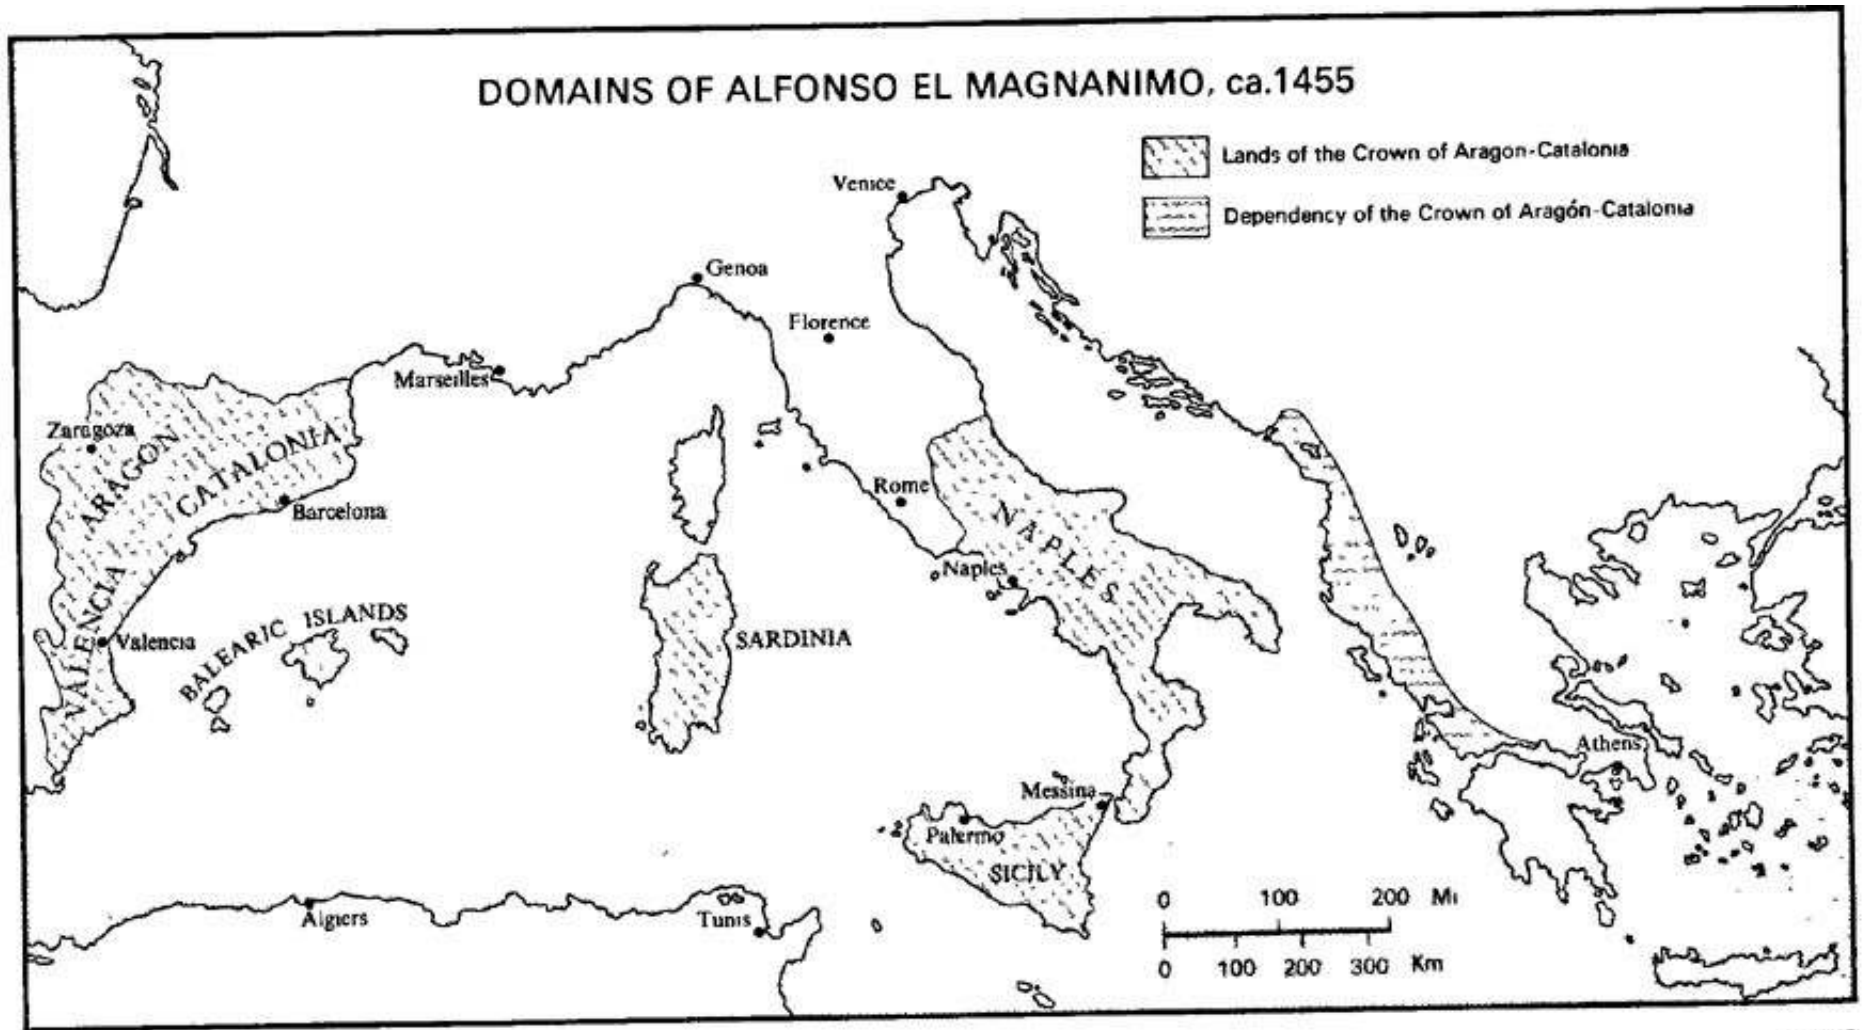 DOMAINS OF ALFONSO EL MAGNANIMO, ca.1455
Lands of the Crown of Aragon-Catalonia
Dependency of the Crown of Aragón-Catalonia
Venice
Genoa
Florence
Marseilles
Zaragoza
ARAGON
CATALONIA
Barcelona
Rome
NAPLES
Naples
VALENCIA
Valencia
BALEARIC ISLANDS
SARDINIA
Athens
Messina
Palermo
SICILY
Algiers
Tunis
0 100 200 Mi
0 100 200 300 Km